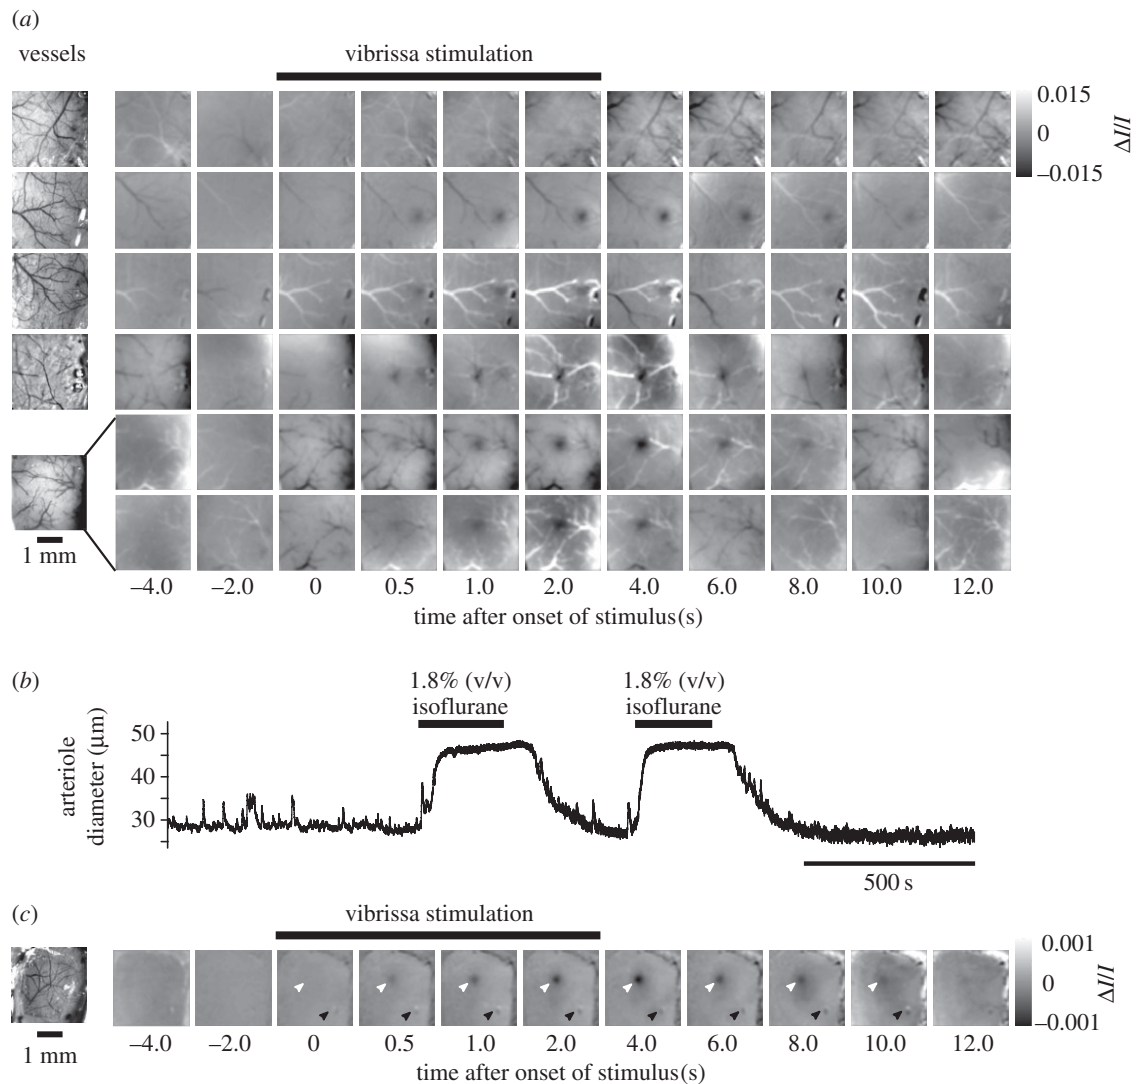 (a)
vessels
vibrissa stimulation
0.015
0
–0.015
ΔI/I
1 mm
–4.0 –2.0 0 0.5 1.0 2.0 4.0 6.0 8.0 10.0 12.0
time after onset of stimulus(s)
(b)
1.8% (v/v) isoflurane
1.8% (v/v) isoflurane
arteriole
diameter (μm)
50
40
30
500 s
(c)
vibrissa stimulation
0.001
0
–0.001
ΔI/I
1 mm
–4.0 –2.0 0 0.5 1.0 2.0 4.0 6.0 8.0 10.0 12.0
time after onset of stimulus(s)